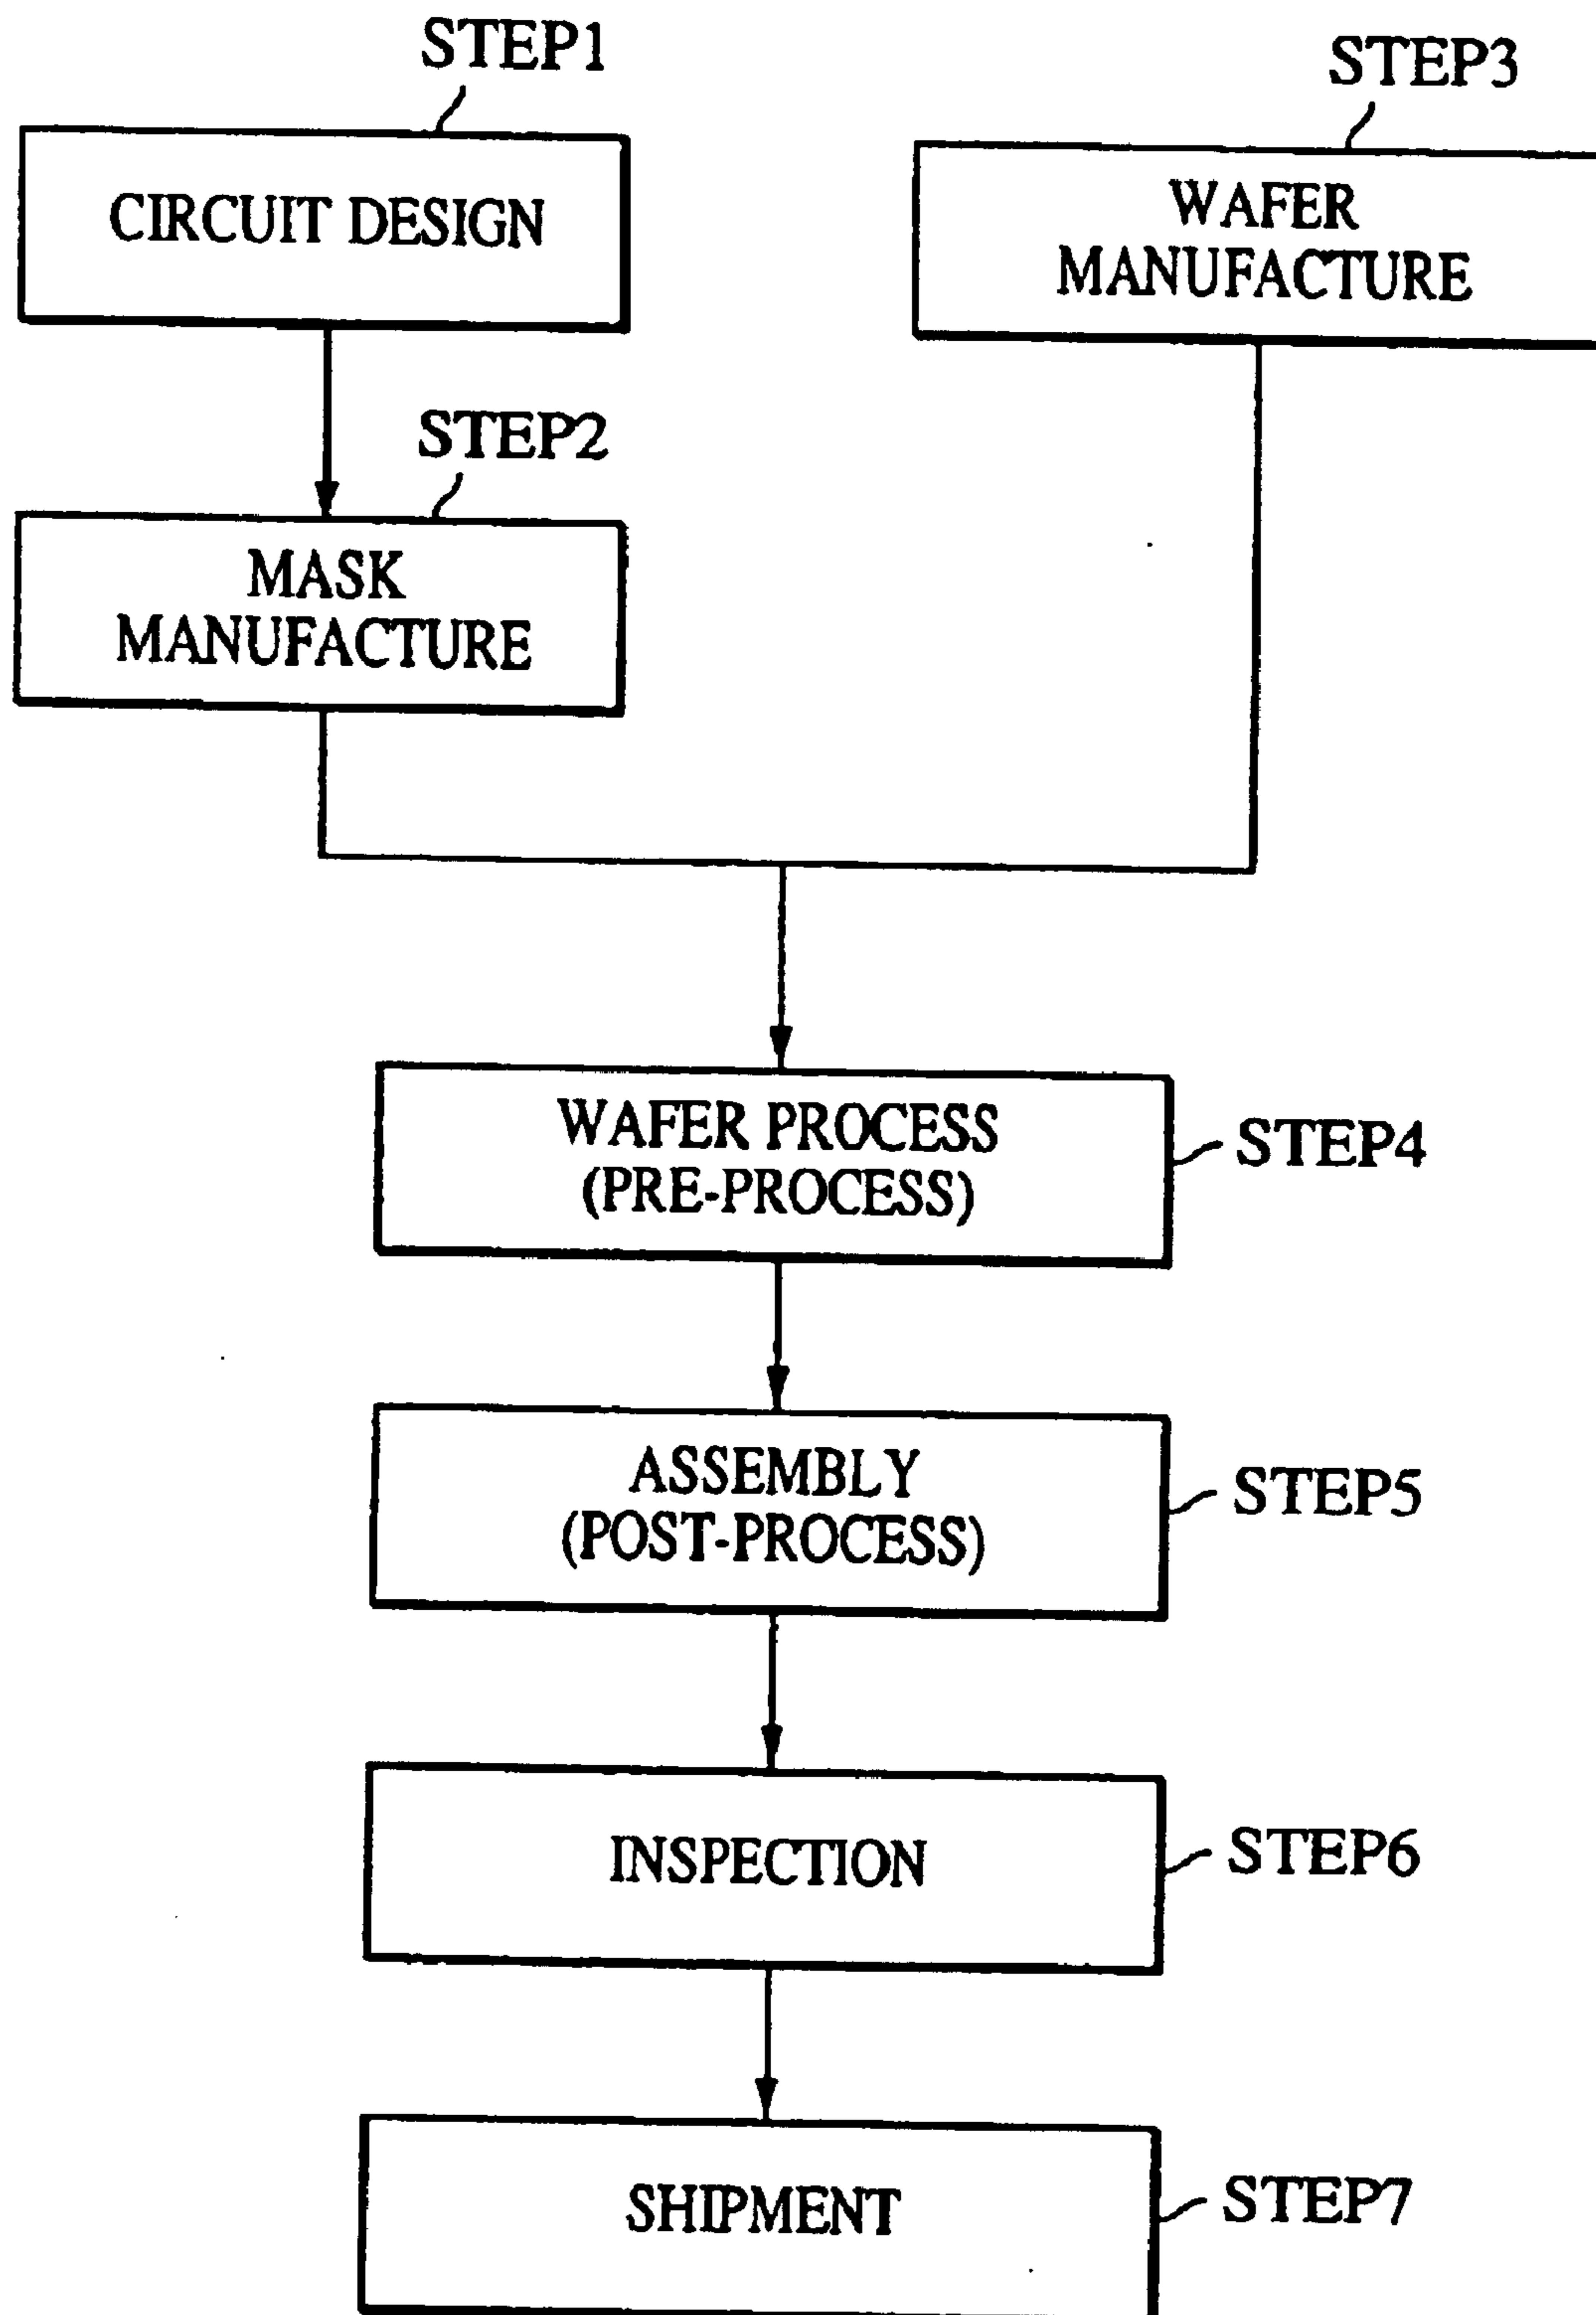 STEP1
CIRCUIT DESIGN
STEP3
WAFER
MANUFACTURE
STEP2
MASK
MANUFACTURE
WAFER PROCESS
(PRE-PROCESS)
STEP4
ASSEMBLY
(POST-PROCESS)
STEP5
INSPECTION
STEP6
SHIPMENT
STEP7